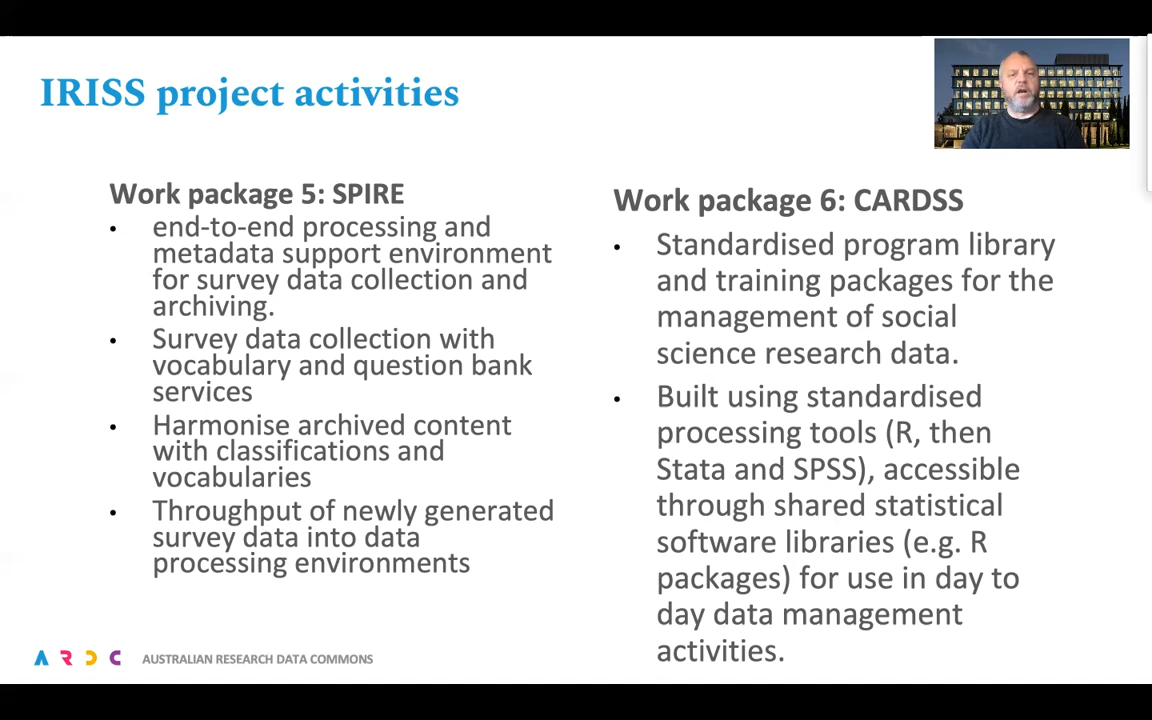 IRISS project activities
Work package 5: SPIRE
• end-to-end processing and
metadata support environment
for survey data collection and
archiving.
• Survey data collection with
vocabulary and question bank
services
• Harmonise archived content
with classifications and
vocabularies
• Throughput of newly generated
survey data into data
processing environments
Work package 6: CARDSS
• Standardised program library
and training packages for the
management of social
science research data.
• Built using standardised
processing tools (R, then
Stata and SPSS), accessible
through shared statistical
software libraries (e.g. R
packages) for use in day to
day data management
activities.
ARDC AUSTRALIAN RESEARCH DATA COMMONS